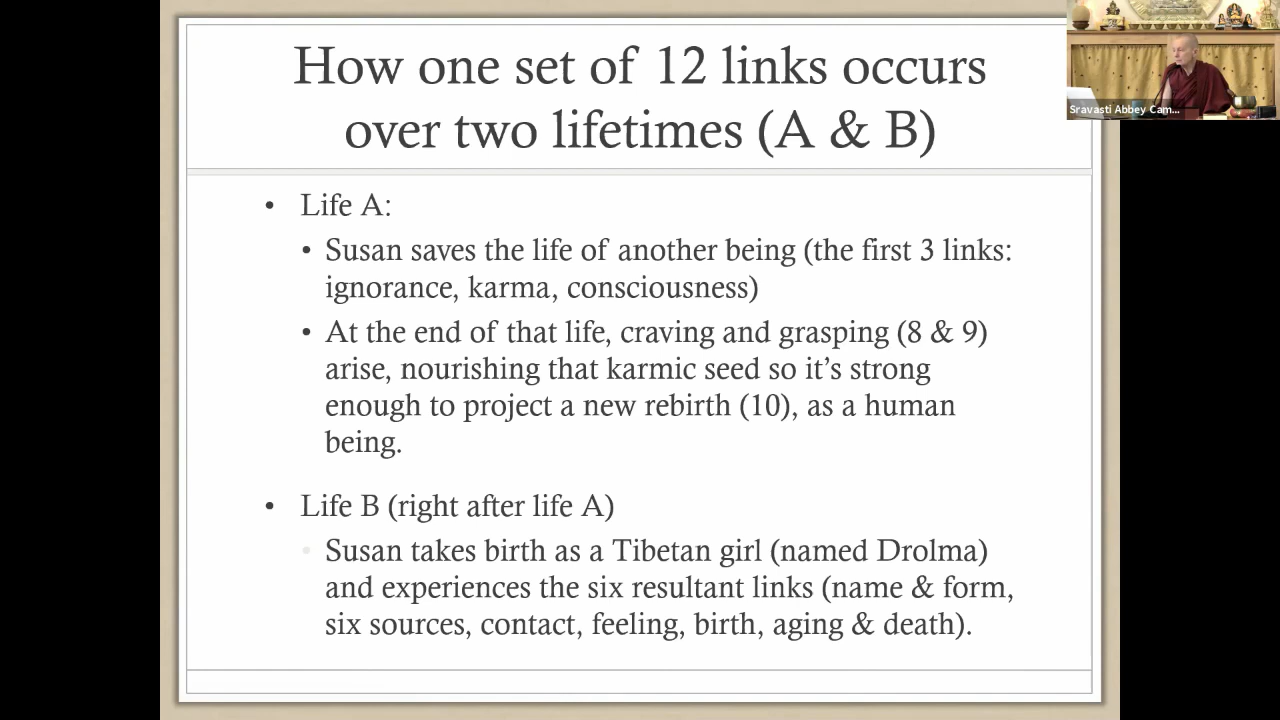 How one set of 12 links occurs
over two lifetimes (A & B)
Sravasti Abbey Cam...
• Life A:
• Susan saves the life of another being (the first 3 links:
ignorance, karma, consciousness)
• At the end of that life, craving and grasping (8 & 9)
arise, nourishing that karmic seed so it’s strong
enough to project a new rebirth (10), as a human
being.
• Life B (right after life A)
• Susan takes birth as a Tibetan girl (named Drolma)
and experiences the six resultant links (name & form,
six sources, contact, feeling, birth, aging & death).